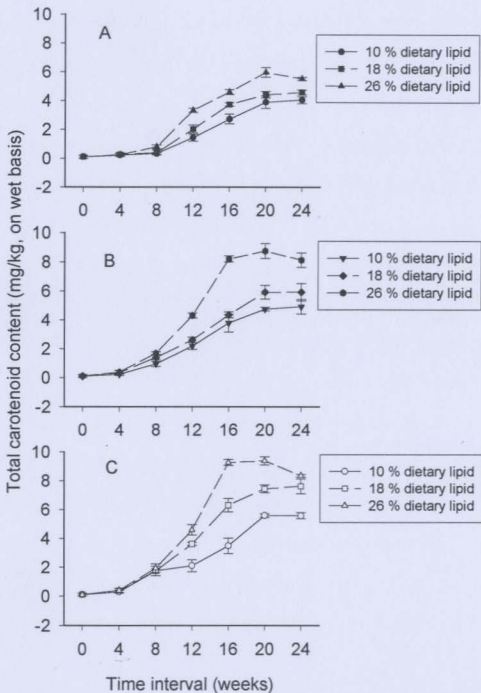 Total carotenoid content (mg/kg, on wet basis)
A
10
8
6
4
2
0
-2
0 4 8 12 16 20 24
10 % dietary lipid
18 % dietary lipid
26 % dietary lipid
B
10
8
6
4
2
0
-2
0 4 8 12 16 20 24
10 % dietary lipid
18 % dietary lipid
26 % dietary lipid
C
10
8
6
4
2
0
-2
0 4 8 12 16 20 24
10 % dietary lipid
18 % dietary lipid
26 % dietary lipid
Time interval (weeks)